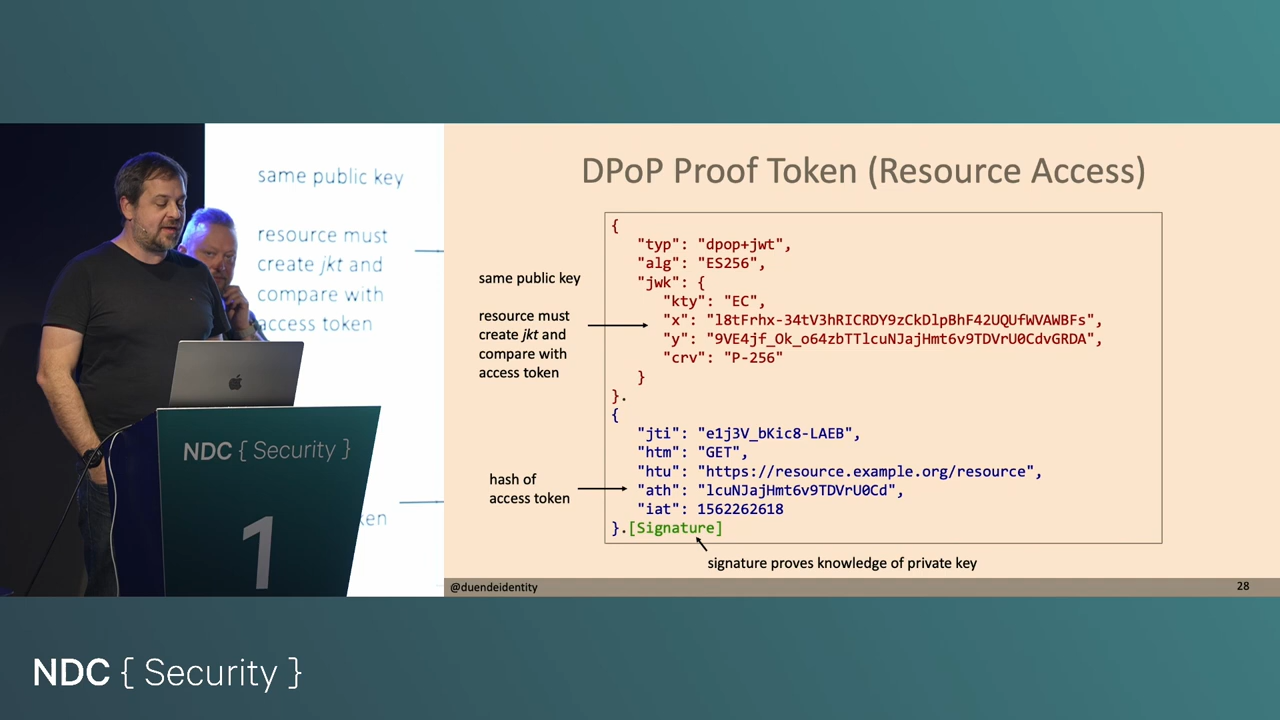 same public key
resource must
create jkt and
compare with
access token
NDC { Security }
1
DPoP Proof Token (Resource Access)
same public key
resource must
create jkt and
compare with
access token
hash of
access token
{
"typ": "dpop+jwt",
"alg": "ES256",
"jwk": {
"kty": "EC",
"x": "l8tFrhx-34tV3hRICRDY9zCkDlpBhF42UQUfWVAWBFs",
"y": "9VE4jf_Ok_o64zbTTlcuNJajHmt6v9TDVrU0CdvGRDA",
"crv": "P-256"
}
}.
{
"jti": "e1j3V_bKic8-LAEB",
"htm": "GET",
"htu": "https://resource.example.org/resource",
"ath": "lcuNJajHmt6v9TDVrU0Cd",
"iat": 1562262618
}.[Signature]
signature proves knowledge of private key
@duendeidentity
28
NDC { Security }